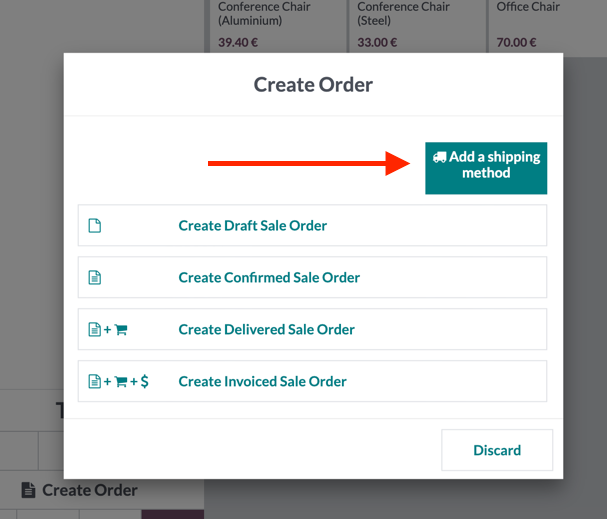 Conference Chair
(Aluminium)
39.40 €
Conference Chair
(Steel)
33.00 €
Office Chair
70.00 €
Create Order
Add a shipping
method
Create Draft Sale Order
Create Confirmed Sale Order
+
Create Delivered Sale Order
+ + $
Create Invoiced Sale Order
Discard
T
Create Order